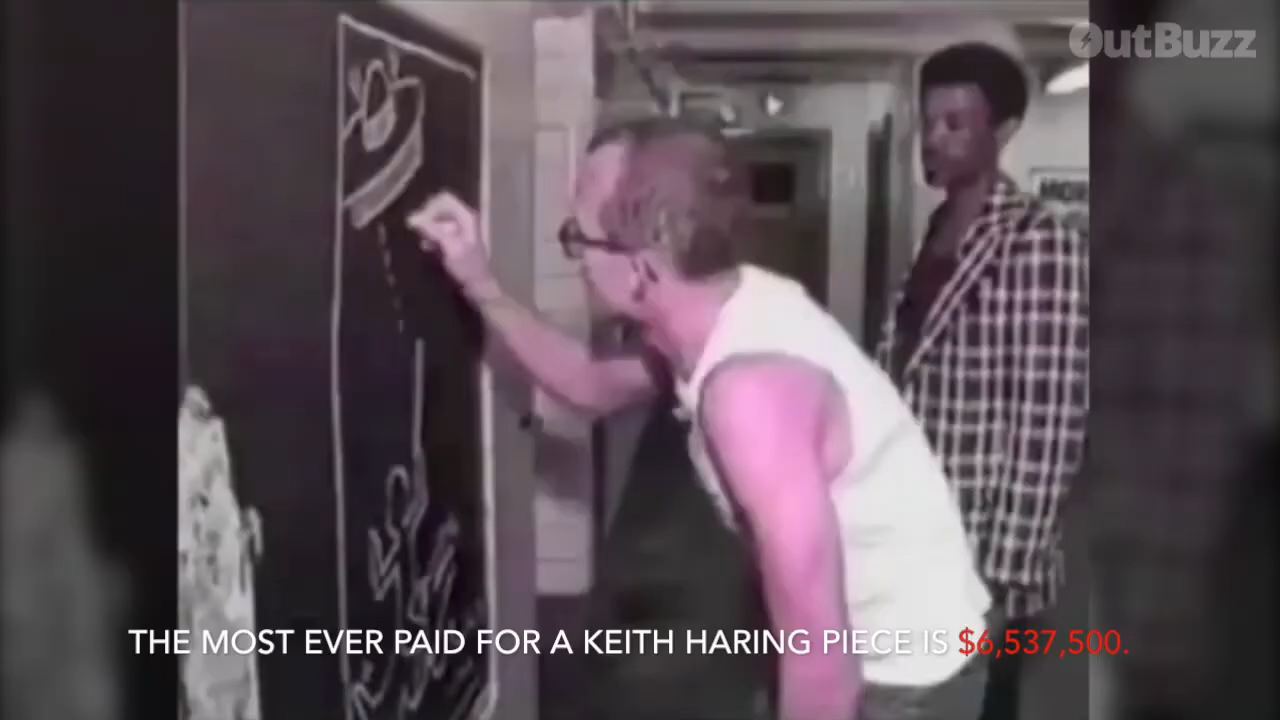 OutBuzz
THE MOST EVER PAID FOR A KEITH HARING PIECE IS $6,537,500.